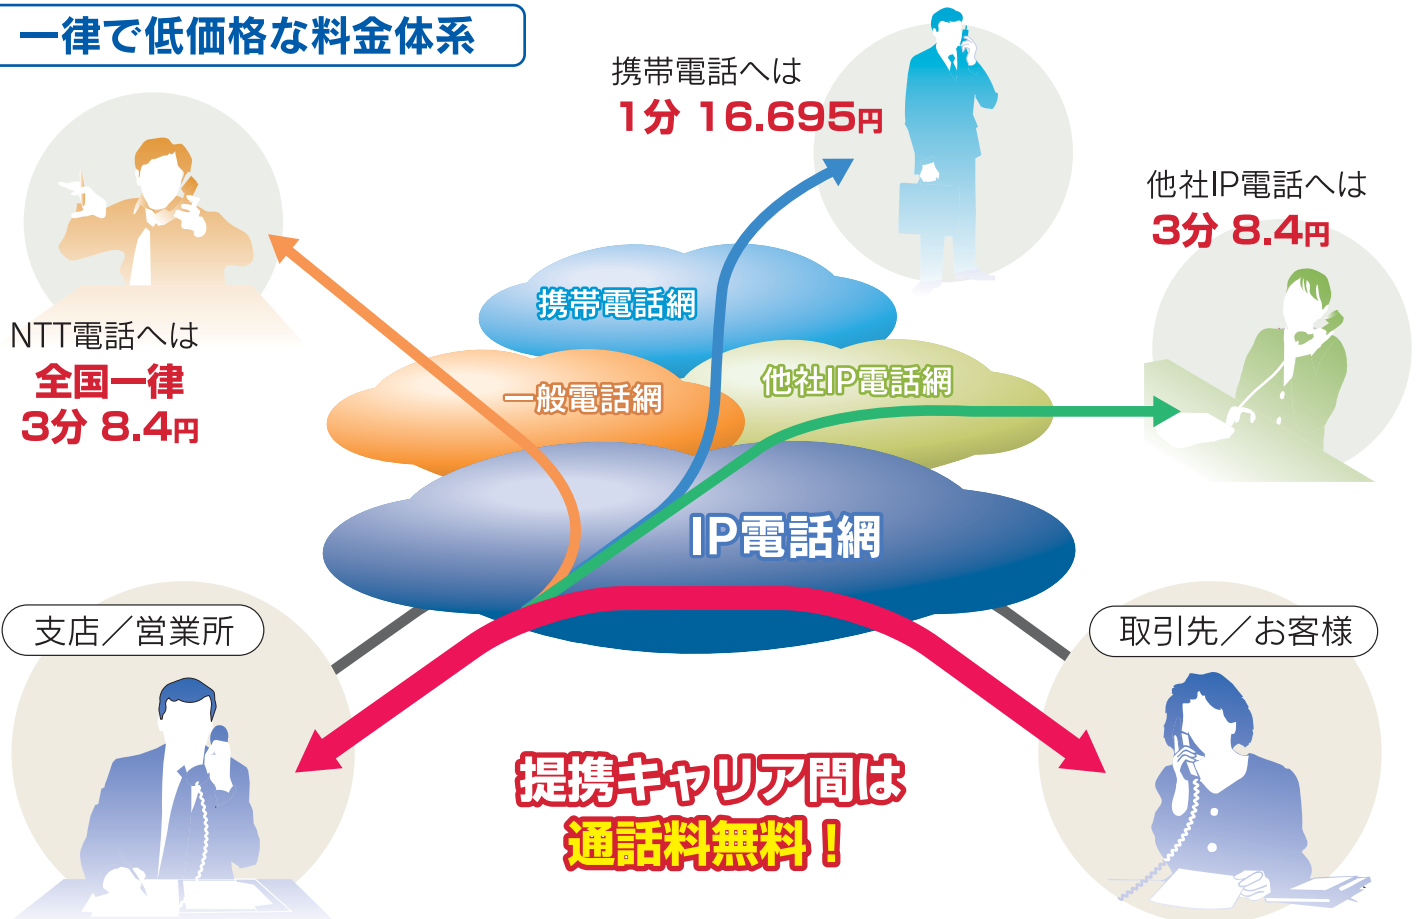 一律で低価格な料金体系
携帯電話へは
1分 16.695円
他社IP電話へは
3分 8.4円
NTT電話へは
全国一律
3分 8.4円
携帯電話網
一般電話網
他社IP電話網
IP電話網
支店／営業所
取引先／お客様
提携キャリア間は
通話料無料！